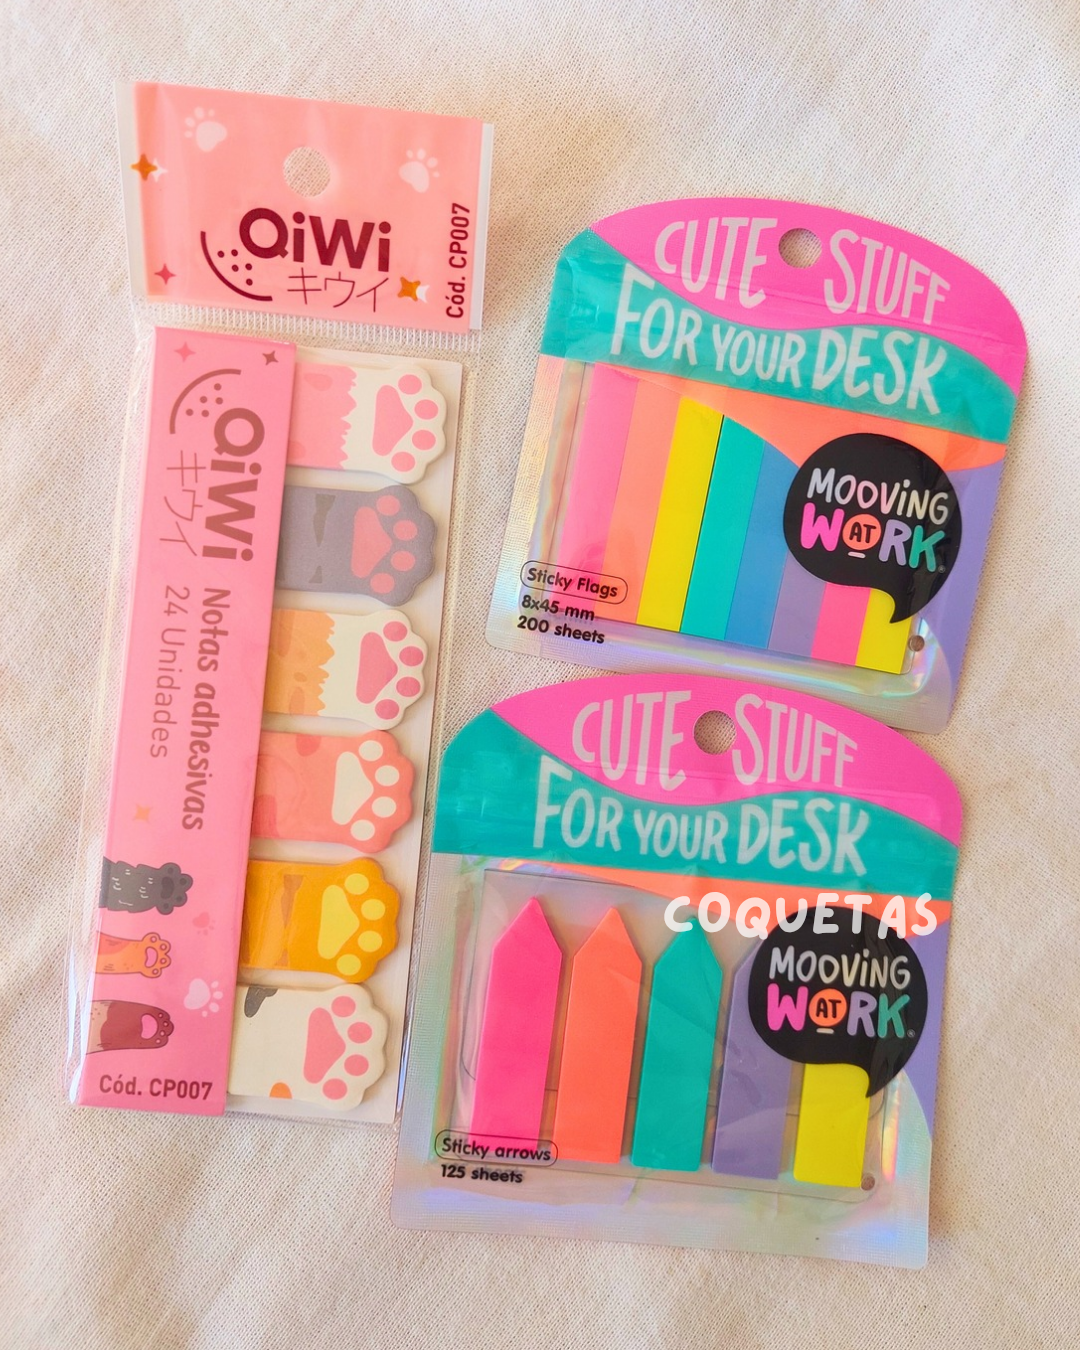 QiWi
キウイ
Cód. CP007
QiWi
キウイ
Notas adhesivas
24 Unidades
Cód. CP007
CUTE STUFF
FOR YOUR DESK
MOOVING
WORK AT
Sticky Flags
8x45 mm
200 sheets
CUTE STUFF
FOR YOUR DESK
COQUETAS
MOOVING
WORK AT
Sticky arrows
125 sheets